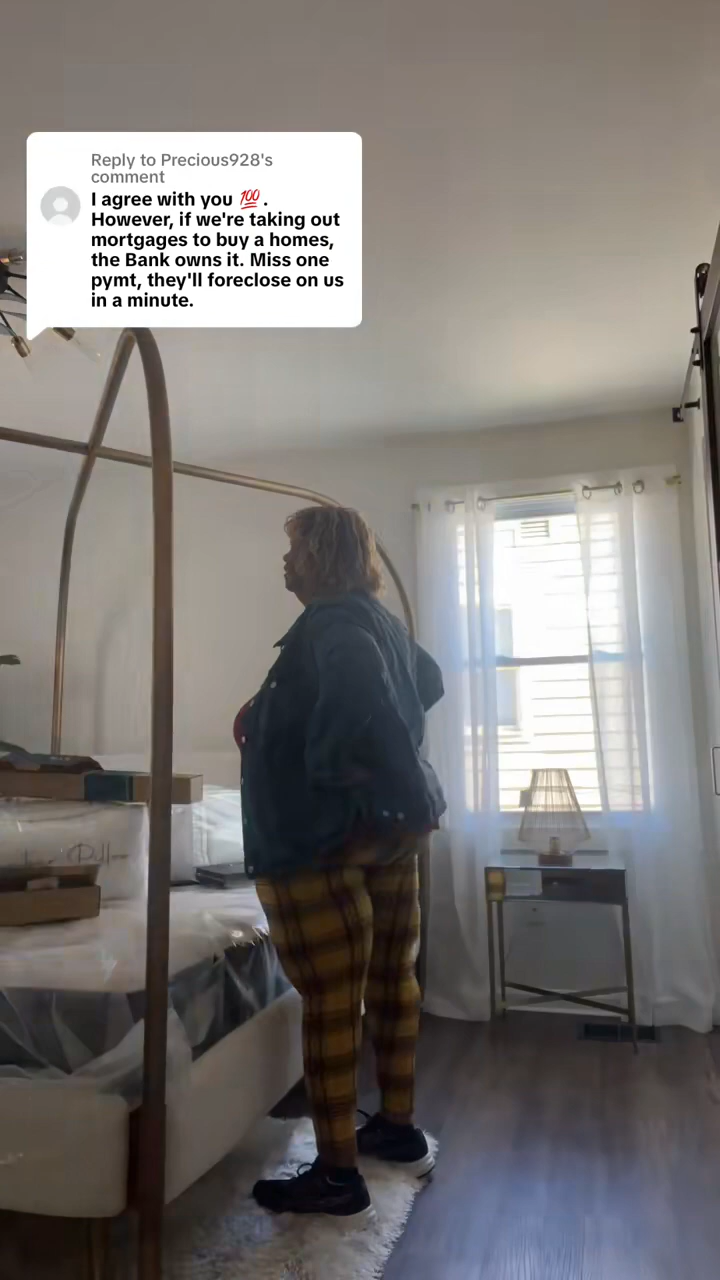 Reply to Precious928's
comment
I agree with you 💯 .
However, if we're taking out
mortgages to buy a homes,
the Bank owns it. Miss one
pymt, they'll foreclose on us
in a minute.